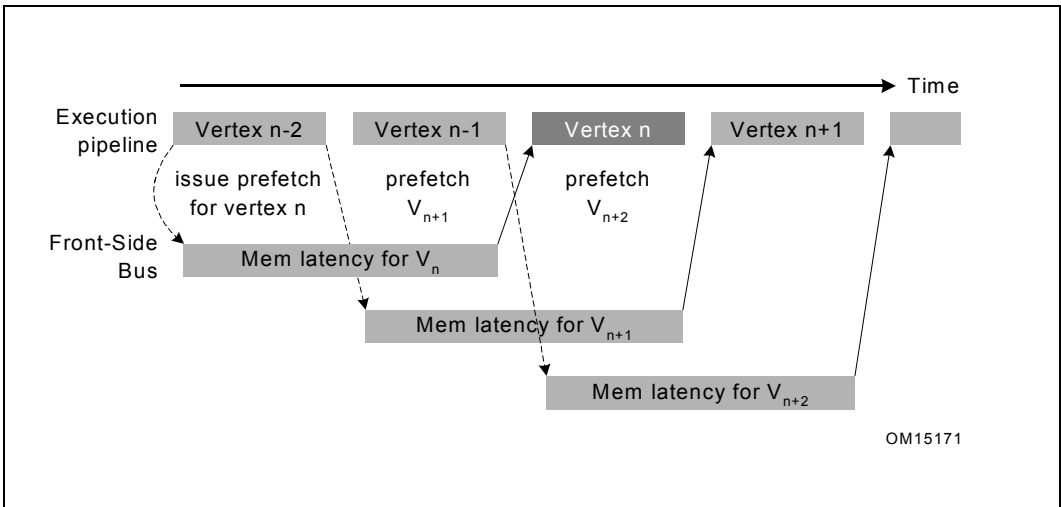 Time
Execution
pipeline
Vertex n-2
Vertex n-1
Vertex n
Vertex n+1
issue prefetch
for vertex n
prefetch
Vn+1
prefetch
Vn+2
Front-Side
Bus
Mem latency for Vn
Mem latency for Vn+1
Mem latency for Vn+2
OM15171